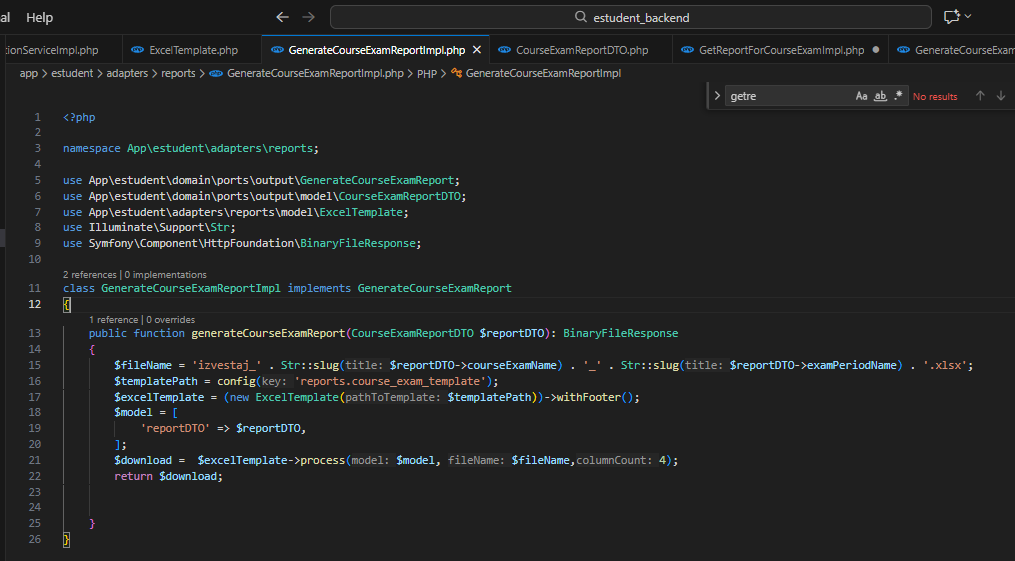 al Help
estudent_backend
ionServiceImpl.php ExcelTemplate.php GenerateCourseExamReportImpl.php CourseExamReportDTO.php GetReportForCourseExamImpl.php GenerateCourseExam
app > estudent > adapters > reports > GenerateCourseExamReportImpl.php > PHP > GenerateCourseExamReportImpl
getre Aa ab .* No results
1 <?php
2
3 namespace App\estudent\adapters\reports;
4
5 use App\estudent\domain\ports\output\GenerateCourseExamReport;
6 use App\estudent\domain\ports\output\model\CourseExamReportDTO;
7 use App\estudent\adapters\reports\model\ExcelTemplate;
8 use Illuminate\Support\Str;
9 use Symfony\Component\HttpFoundation\BinaryFileResponse;
10
2 references | 0 implementations
11 class GenerateCourseExamReportImpl implements GenerateCourseExamReport
12 {
1 reference | 0 overrides
13 public function generateCourseExamReport(CourseExamReportDTO $reportDTO): BinaryFileResponse
14 {
15 $fileName = 'izvestaj_' . Str::slug(title: $reportDTO->courseExamName) . '_' . Str::slug(title: $reportDTO->examPeriodName) . '.xlsx';
16 $templatePath = config(key: 'reports.course_exam_template');
17 $excelTemplate = (new ExcelTemplate(pathToTemplate: $templatePath))->withFooter();
18 $model = [
19 'reportDTO' => $reportDTO,
20 ];
21 $download =  $excelTemplate->process(model: $model, fileName: $fileName,columnCount: 4);
22 return $download;
23
24
25 }
26 }